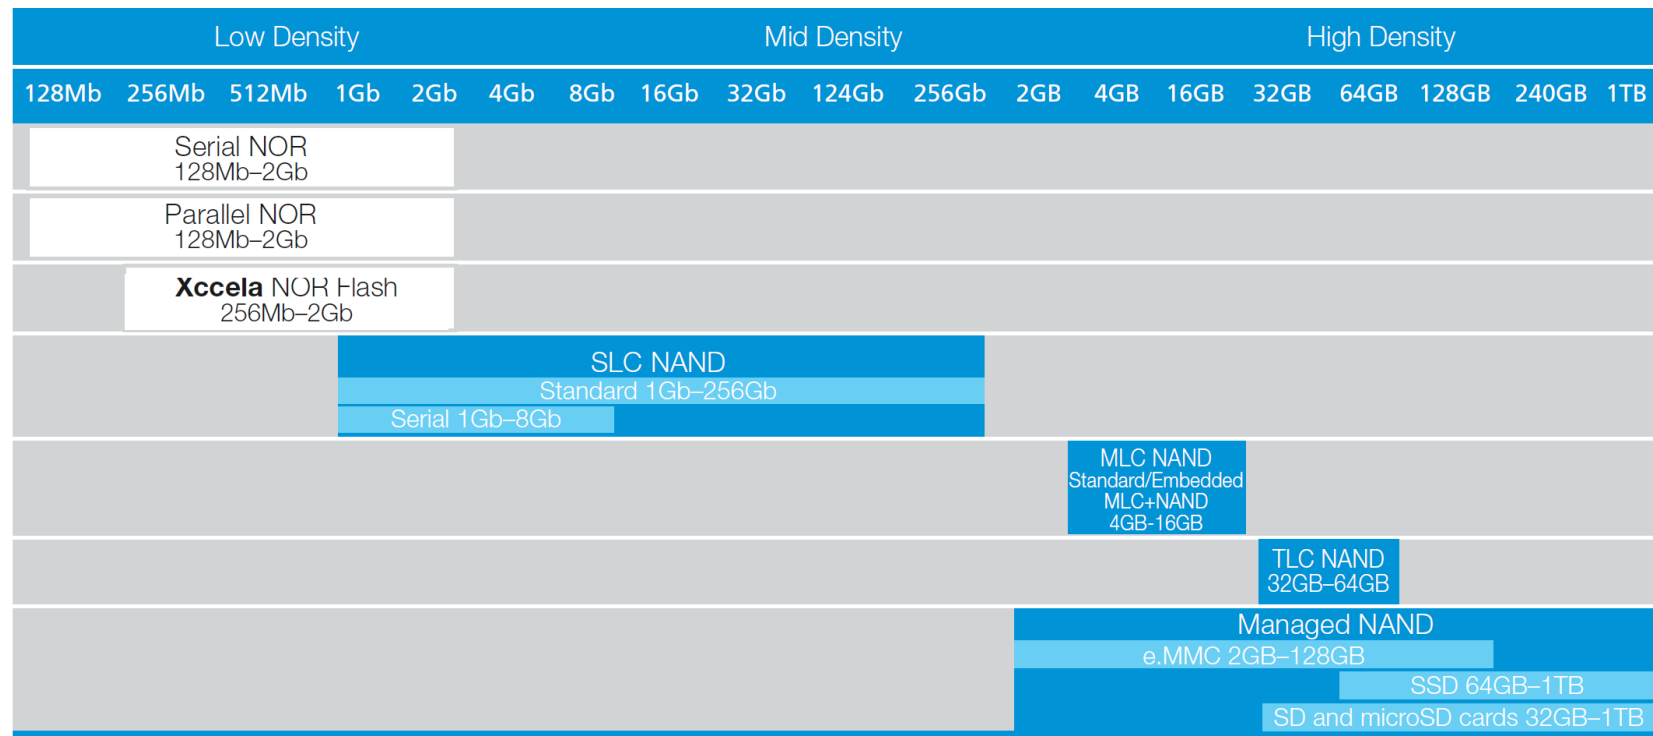 Low Density Mid Density High Density
128Mb 256Mb 512Mb 1Gb 2Gb 4Gb 8Gb 16Gb 32Gb 124Gb 256Gb 2GB 4GB 16GB 32GB 64GB 128GB 240GB 1TB
Serial NOR
128Mb–2Gb
Parallel NOR
128Mb–2Gb
Xccela NOR Flash
256Mb–2Gb
SLC NAND
Standard 1Gb–256Gb
Serial 1Gb–8Gb
MLC NAND
Standard/Embedded
MLC+NAND
4GB-16GB
TLC NAND
32GB–64GB
Managed NAND
e.MMC 2GB–128GB
SSD 64GB–1TB
SD and microSD cards 32GB–1TB